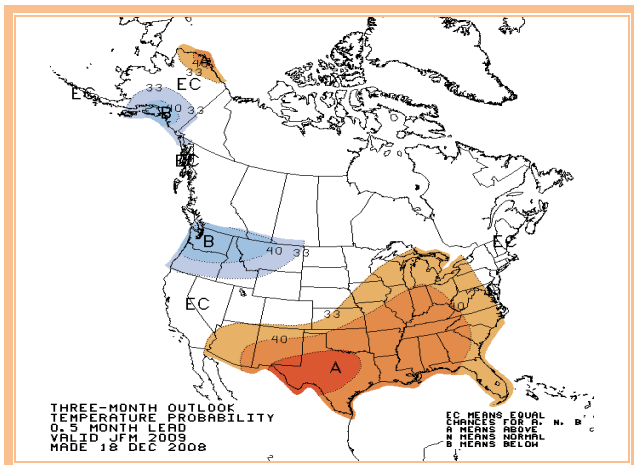 40
A
33
EC
EC
33
40
33
B
EC
B
40
33
EC
EC
33
40
40
A
THREE-MONTH OUTLOOK
TEMPERATURE PROBABILITY
0.5 MONTH LEAD
VALID JFM 2009
MADE 18 DEC 2008
EC MEANS EQUAL
CHANCES FOR A, N, B
A MEANS ABOVE
N MEANS NORMAL
B MEANS BELOW